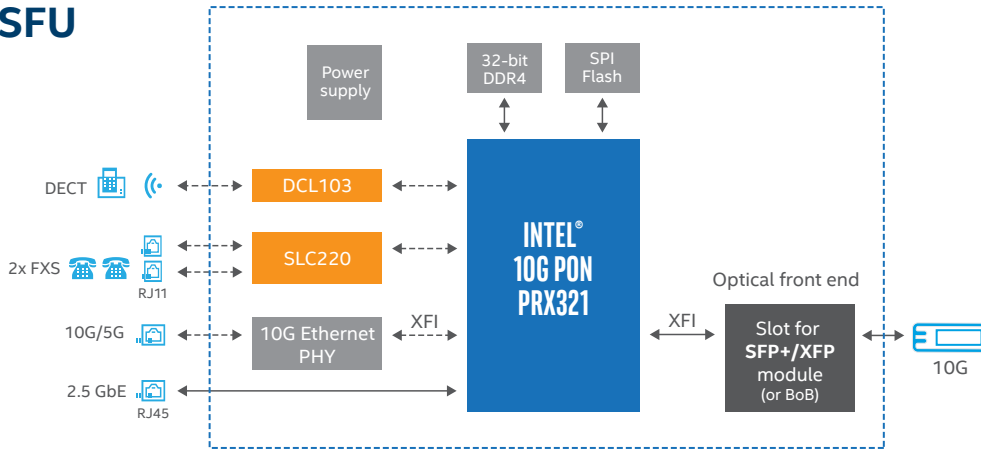 SFU
Power
supply
32-bit
DDR4
SPI
Flash
DECT
DCL103
2x FXS
RJ11
SLC220
INTEL®
10G PON
PRX321
10G/5G
10G Ethernet
PHY
XFI
2.5 GbE
RJ45
XFI
Optical front end
Slot for
SFP+/XFP
module
(or BoB)
10G